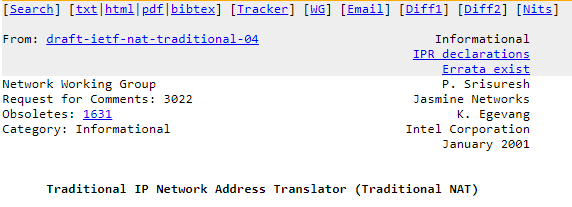 [Search] [txt|html|pdf|bibtex] [Tracker] [WG] [Email] [Diff1] [Diff2] [Nits]
From: draft-ietf-nat-traditional-04 Informational
IPR declarations
Errata exist
Network Working Group P. Srisuresh
Request for Comments: 3022 Jasmine Networks
Obsoletes: 1631 K. Egevang
Category: Informational Intel Corporation
January 2001
Traditional IP Network Address Translator (Traditional NAT)